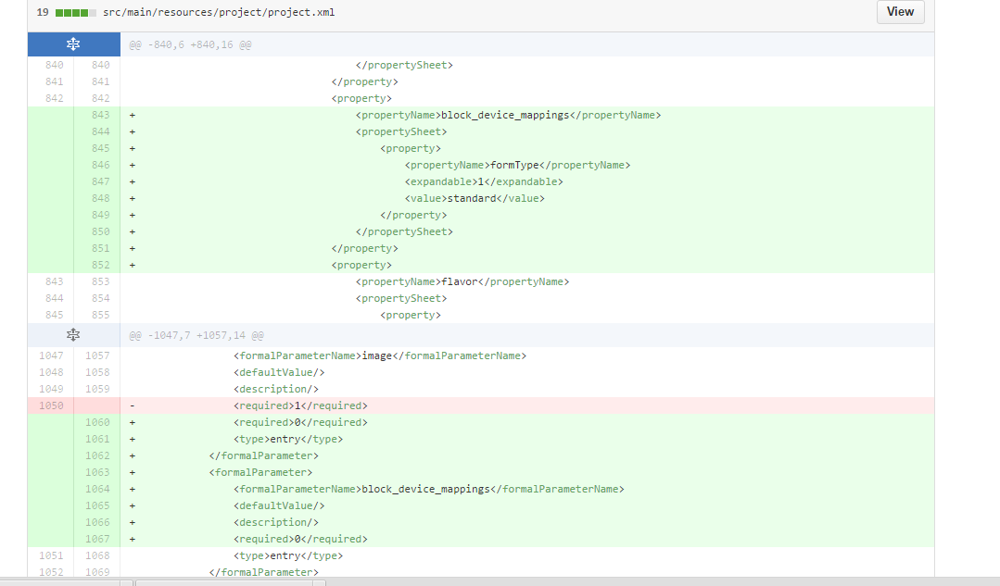 19 src/main/resources/project/project.xml View
@@ -840,6 +840,16 @@
840 840 </propertySheet>
841 841 </property>
842 842 <property>
843 + <propertyName>block_device_mappings</propertyName>
844 + <propertySheet>
845 + <property>
846 + <propertyName>formType</propertyName>
847 + <expandable>1</expandable>
848 + <value>standard</value>
849 + </property>
850 + </propertySheet>
851 + </property>
852 + <property>
843 853 <propertyName>flavor</propertyName>
844 854 <propertySheet>
845 855 <property>
@@ -1047,7 +1057,14 @@
1047 1057 <formalParameterName>image</formalParameterName>
1048 1058 <defaultValue/>
1049 1059 <description/>
1050 - <required>1</required>
1060 + <required>0</required>
1061 + <type>entry</type>
1062 + </formalParameter>
1063 + <formalParameter>
1064 + <formalParameterName>block_device_mappings</formalParameterName>
1065 + <defaultValue/>
1066 + <description/>
1067 + <required>0</required>
1051 1068 <type>entry</type>
1052 1069 </formalParameter>